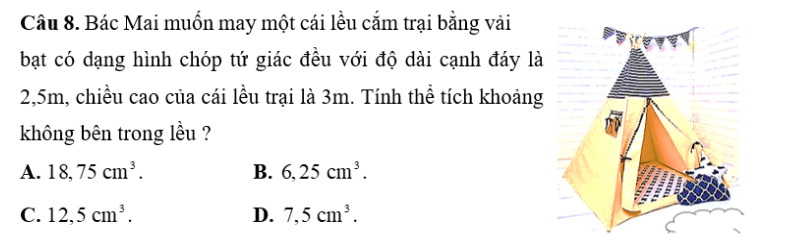 Câu 8. Bác Mai muốn may một cái lều cắm trại bằng vải
bạt có dạng hình chóp tứ giác đều với độ dài cạnh đáy là
2,5m, chiều cao của cái lều trại là 3m. Tính thể tích khoảng
không bên trong lều ?
A. 18,75 cm³. B. 6,25 cm³.
C. 12,5 cm³. D. 7,5 cm³.